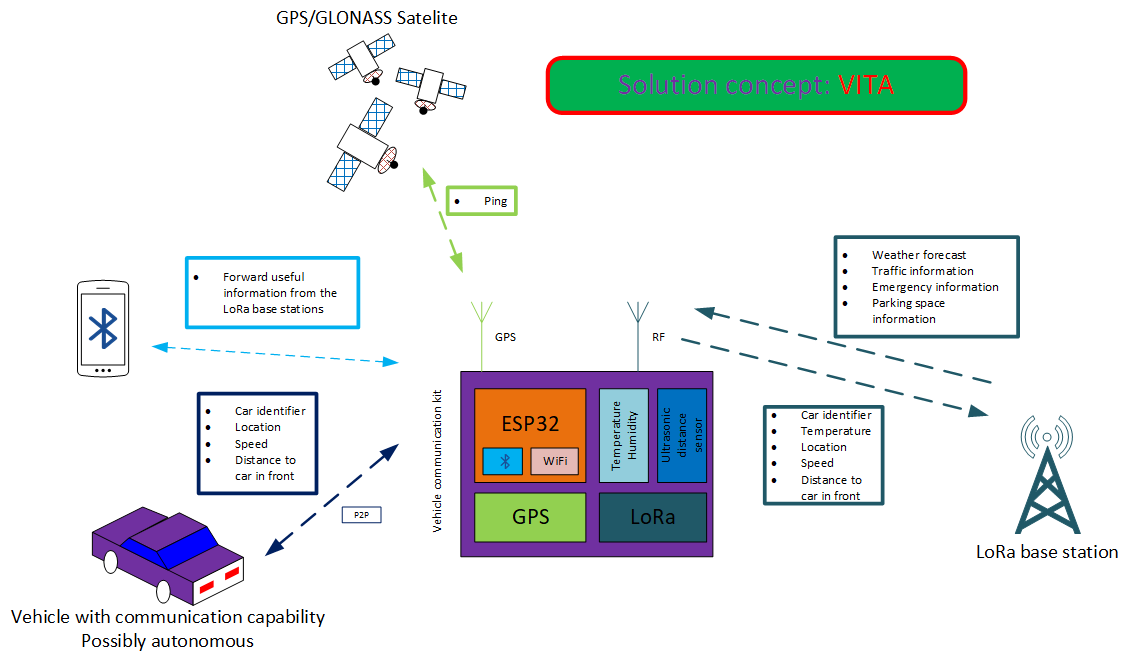 GPS/GLONASS Satelite
Solution concept: VITA
• Ping
• Forward useful
information from the
LoRa base stations
• Weather forecast
• Traffic information
• Emergency information
• Parking space
information
GPS
RF
• Car identifier
• Location
• Speed
• Distance to
car in front
P2P
Vehicle communication kit
ESP32
WiFi
Temperature
Humidity
Ultrasonic
distance
sensor
GPS
LoRa
• Car identifier
• Temperature
• Location
• Speed
• Distance to
car in front
LoRa base station
Vehicle with communication capability
Possibly autonomous